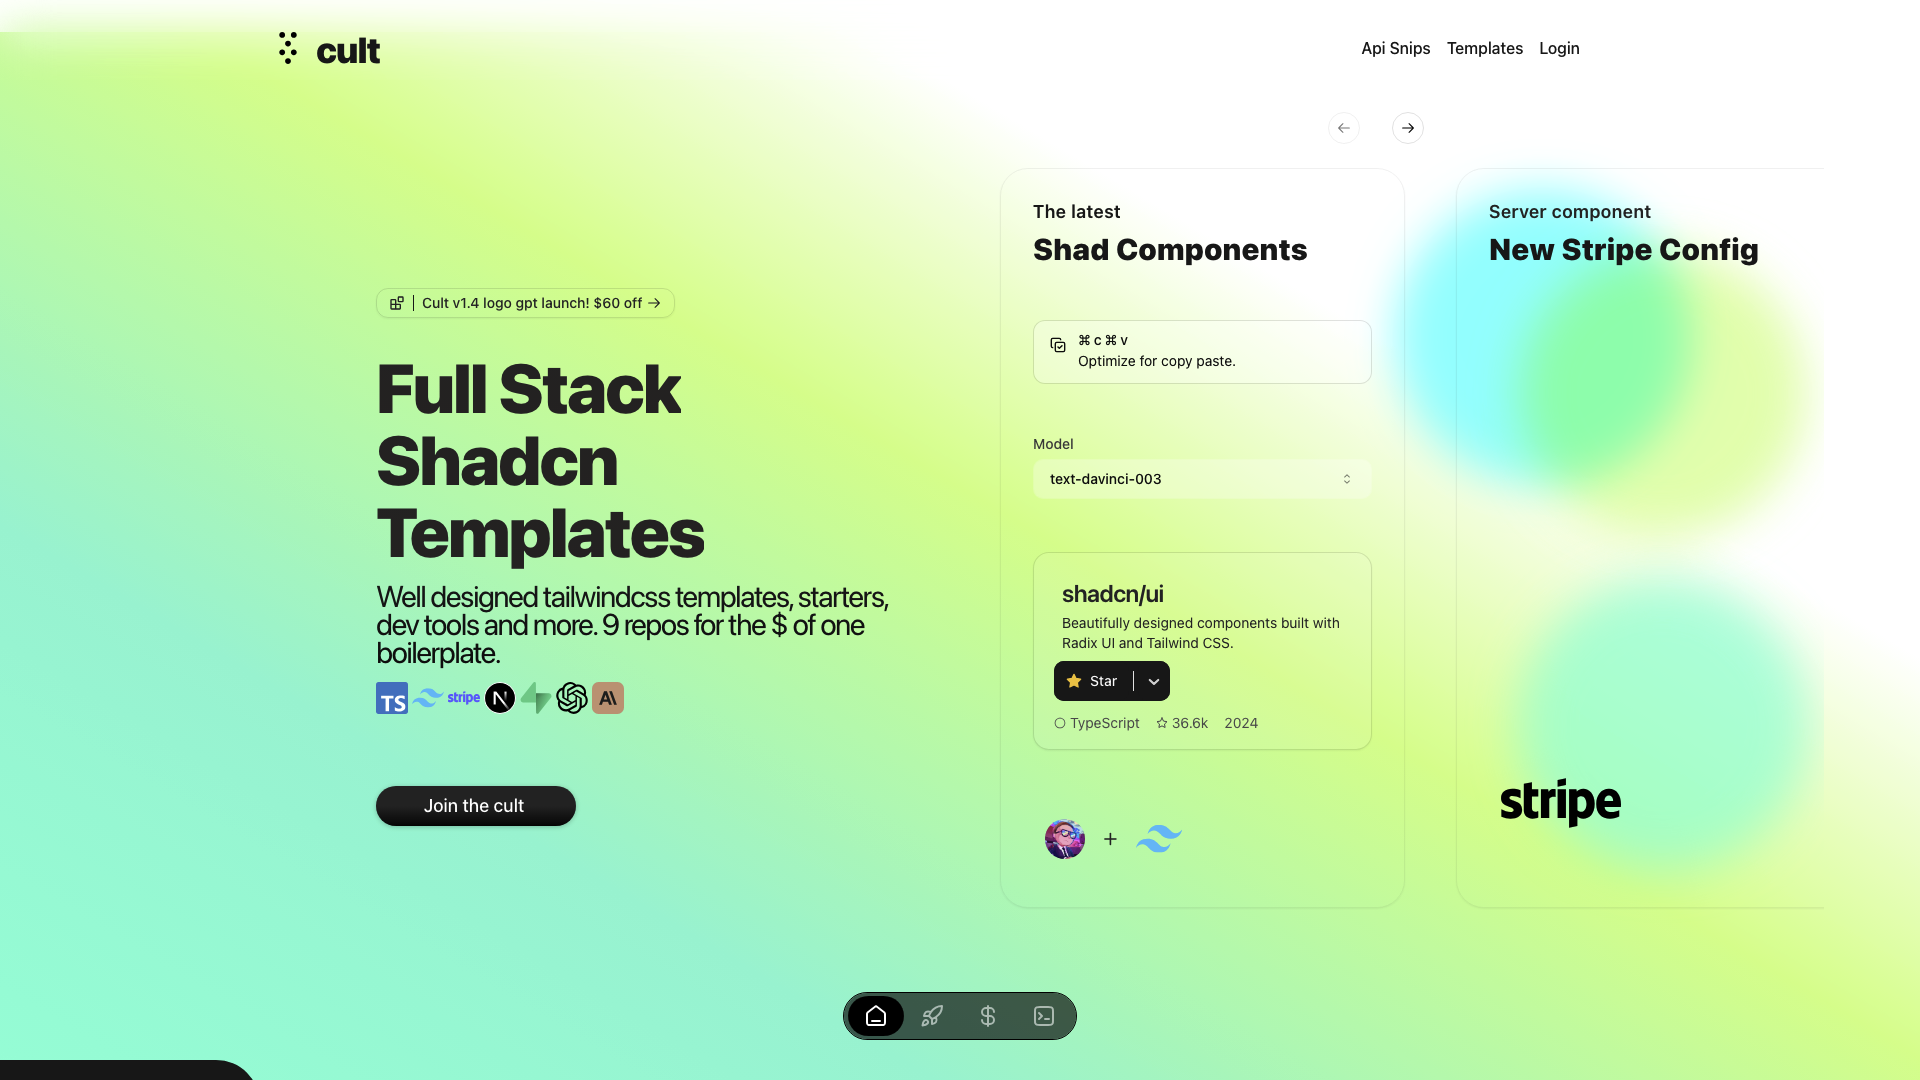 cult
Api Snips
Templates
Login
Cult v1.4 logo gpt launch! $60 off
Full Stack
Shadcn
Templates
Well designed tailwindcss templates, starters,
dev tools and more. 9 repos for the $ of one
boilerplate.
TS
stripe
N
A\
Join the cult
The latest
Shad Components
⌘ c ⌘ v
Optimize for copy paste.
Model
text-davinci-003
shadcn/ui
Beautifully designed components built with
Radix UI and Tailwind CSS.
Star
TypeScript
36.6k
2024
+
Server component
New Stripe Config
stripe